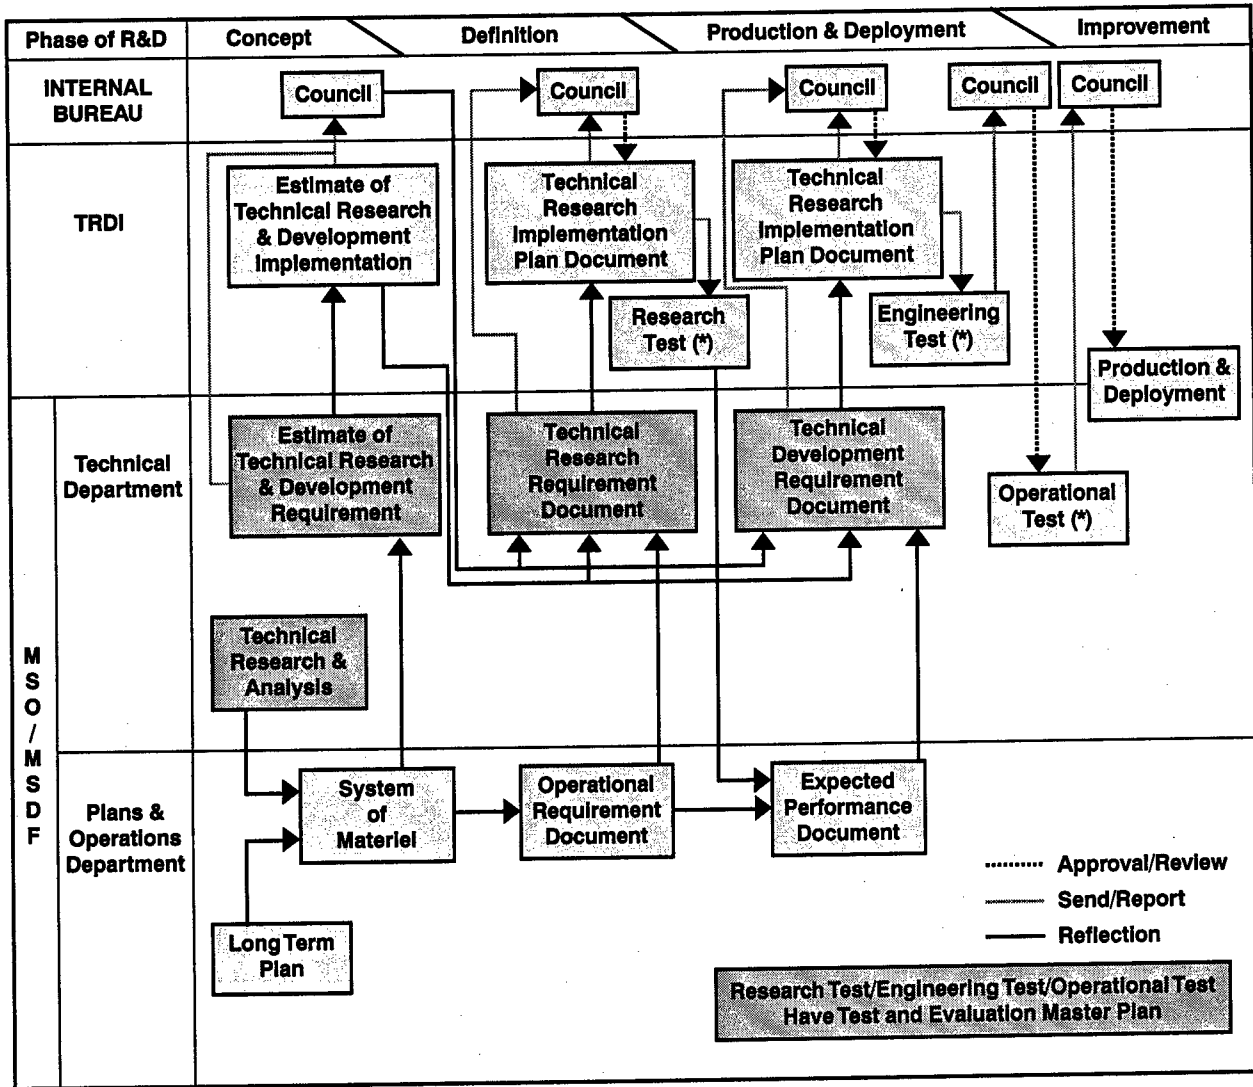 Phase of R&D
Concept
Definition
Production & Deployment
Improvement
INTERNAL
BUREAU
Council
Council
Council
Council
Council
TRDI
Estimate of
Technical Research
& Development
Implementation
Technical
Research
Implementation
Plan Document
Technical
Research
Implementation
Plan Document
Research
Test (*)
Engineering
Test (*)
Production &
Deployment
MSO/MSDF
Technical
Department
Estimate of
Technical Research
& Development
Requirement
Technical
Research
Requirement
Document
Technical
Development
Requirement
Document
Operational
Test (*)
Technical
Research &
Analysis
Plans &
Operations
Department
System
of
Materiel
Operational
Requirement
Document
Expected
Performance
Document
Long Term
Plan
Approval/Review
Send/Report
Reflection
Research Test/Engineering Test/Operational Test
Have Test and Evaluation Master Plan